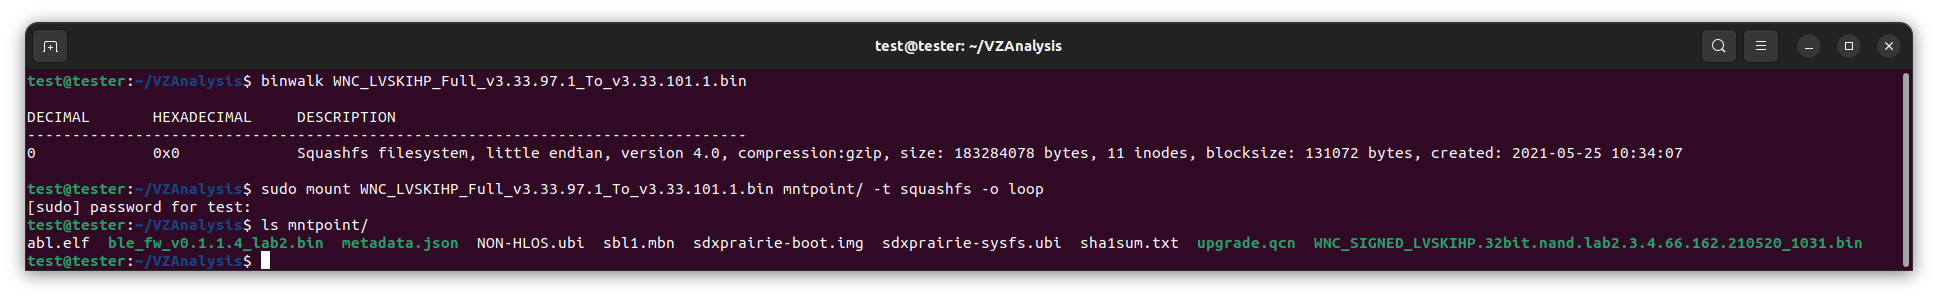 test@tester: ~/VZAnalysis
test@tester:~/VZAnalysis$ binwalk WNC_LVSKIHP_Full_v3.33.97.1_To_v3.33.101.1.bin
DECIMAL       HEXADECIMAL     DESCRIPTION
--------------------------------------------------------------------------------
0             0x0             Squashfs filesystem, little endian, version 4.0, compression:gzip, size: 183284078 bytes, 11 inodes, blocksize: 131072 bytes, created: 2021-05-25 10:34:07
test@tester:~/VZAnalysis$ sudo mount WNC_LVSKIHP_Full_v3.33.97.1_To_v3.33.101.1.bin mntpoint/ -t squashfs -o loop
[sudo] password for test:
test@tester:~/VZAnalysis$ ls mntpoint/
abl.elf  ble_fw_v0.1.1.4_lab2.bin  metadata.json  NON-HLOS.ubi  sbl1.mbn  sdxprairie-boot.img  sdxprairie-sysfs.ubi  sha1sum.txt  upgrade.qcn  WNC_SIGNED_LVSKIHP.32bit.nand.lab2.3.4.66.162.210520_1031.bin
test@tester:~/VZAnalysis$